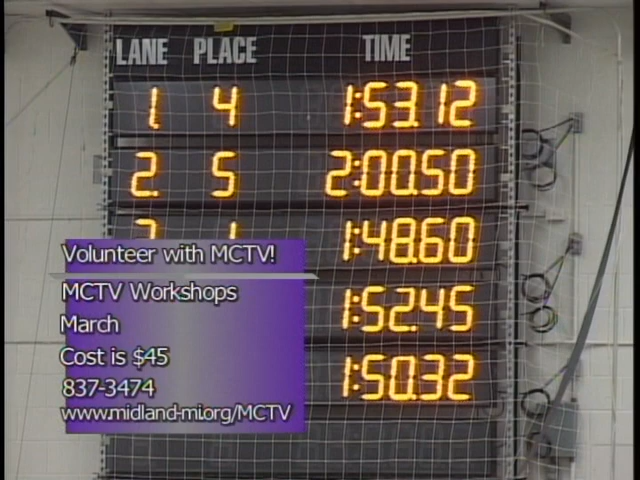 LANE PLACE TIME
1 4 1:53.12
2 5 2:00.50
1:48.60
1:52.45
1:50.32
Volunteer with MCTV!
MCTV Workshops
March
Cost is $45
837-3474
www.midland-mi.org/MCTV